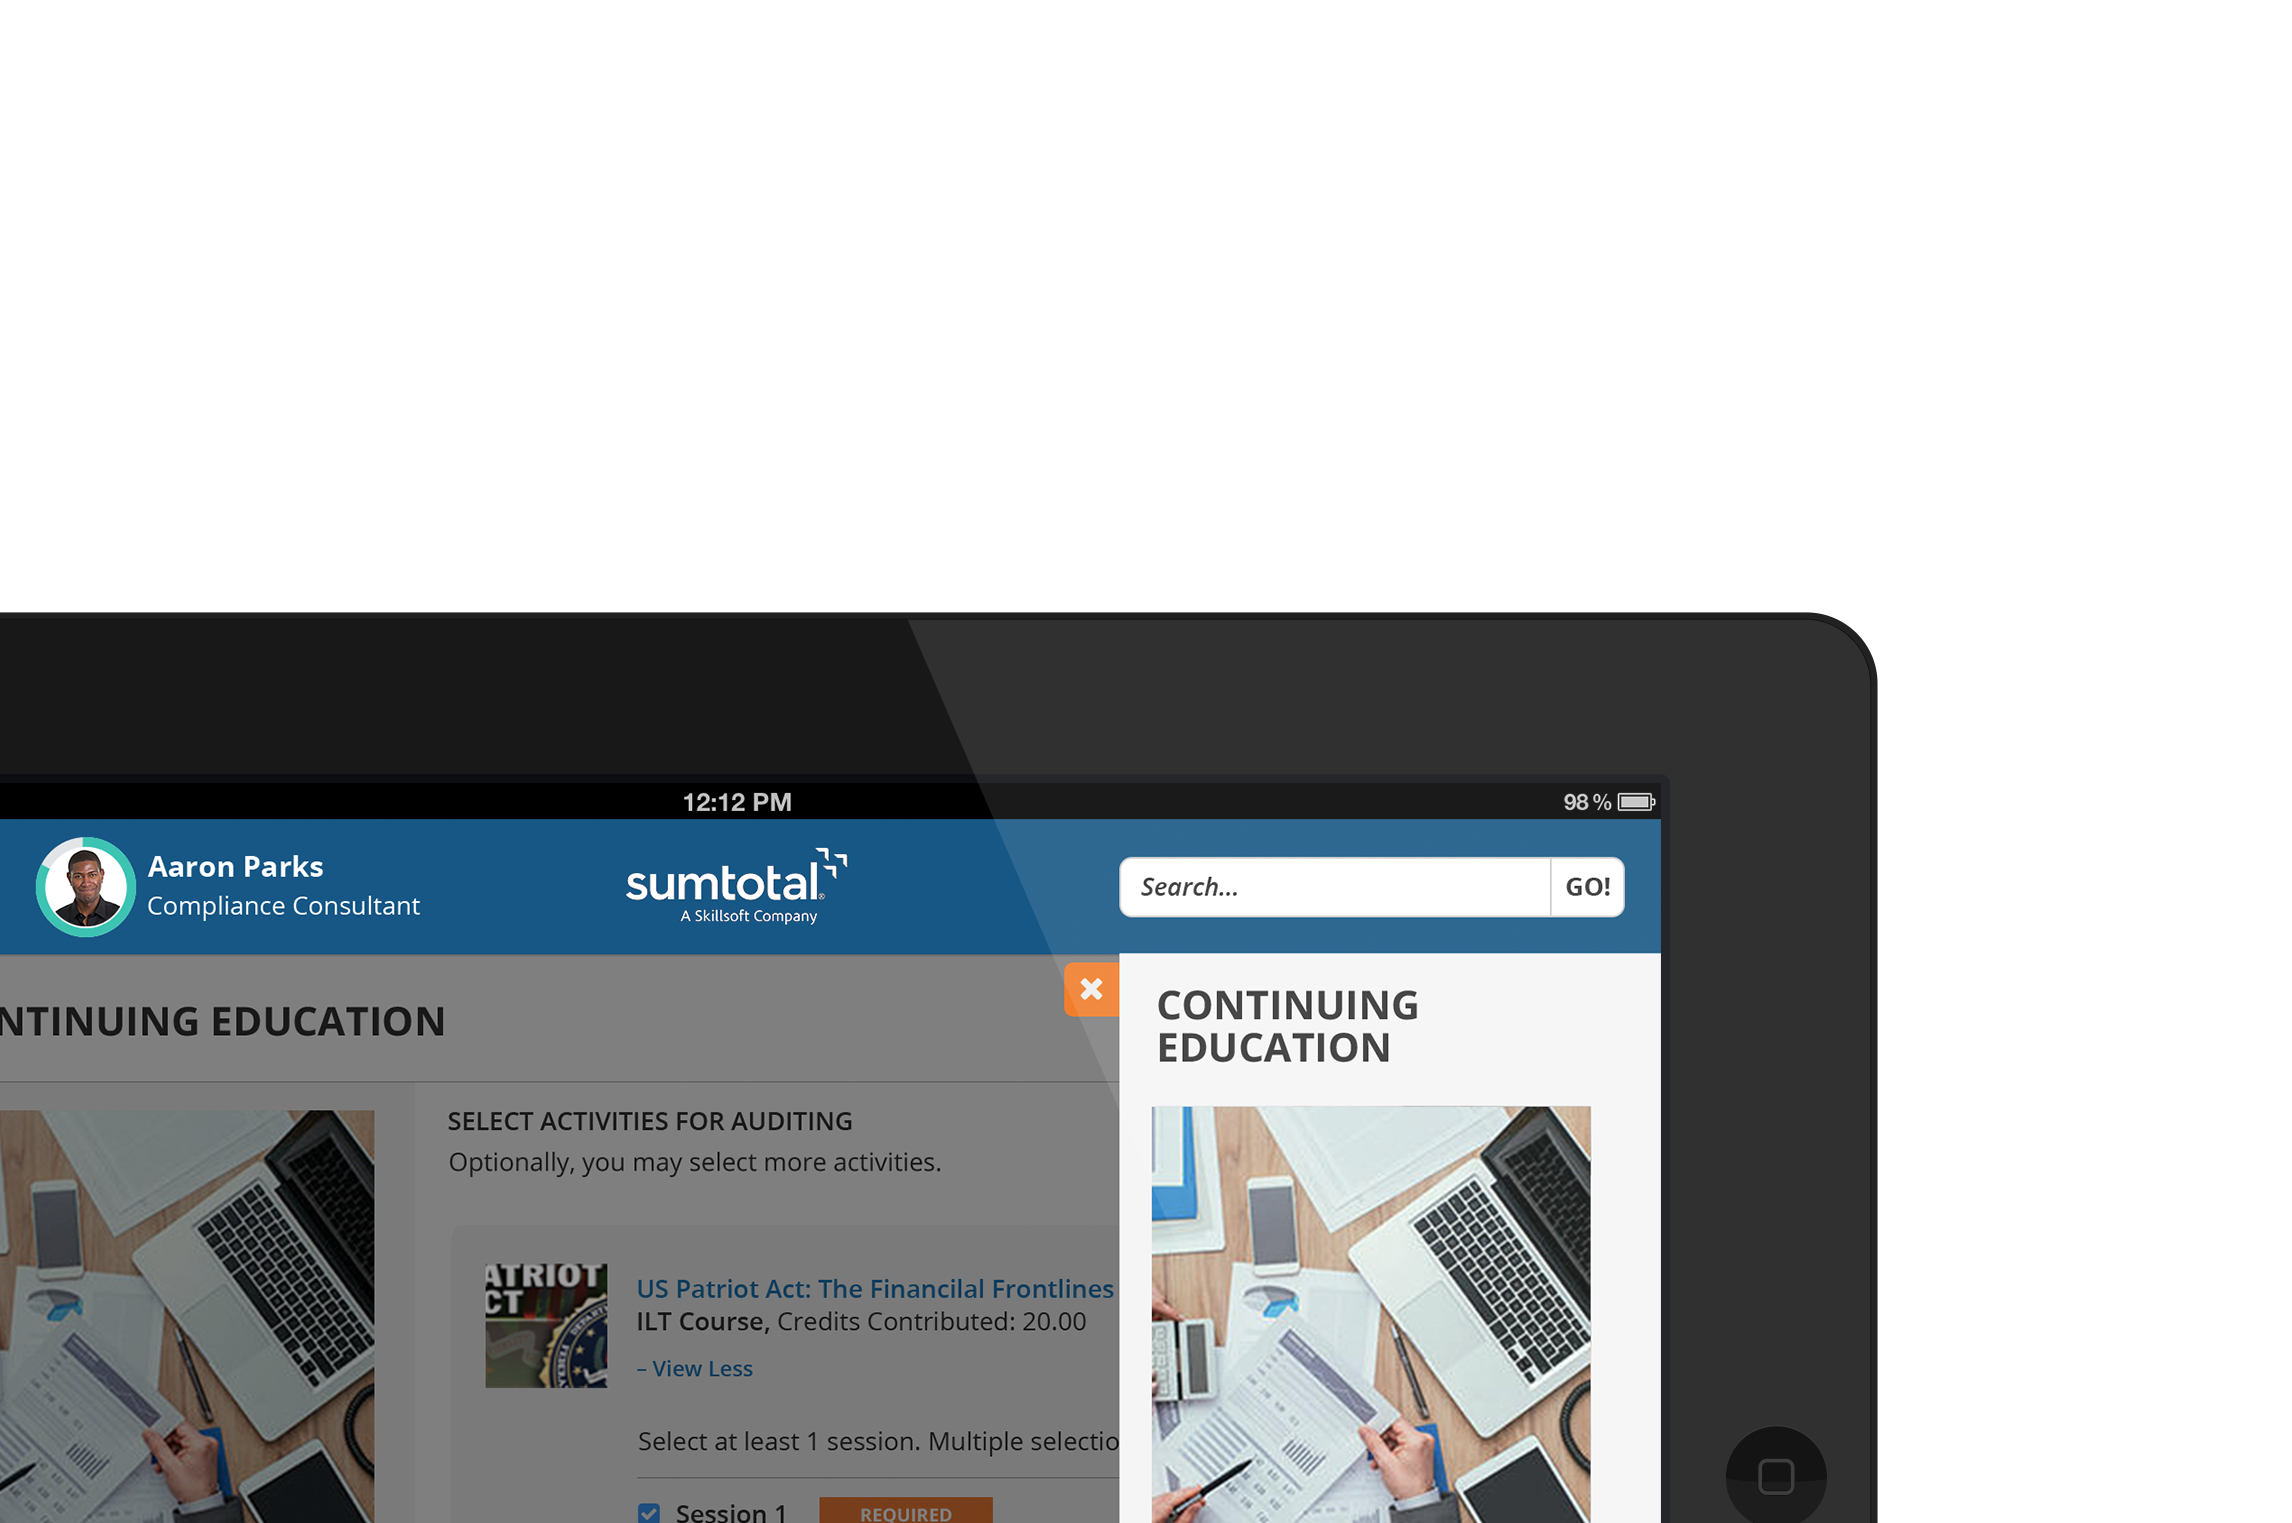 12:12 PM
98 %
Aaron Parks
Compliance Consultant
sumtotal®
A Skillsoft Company
Search...
GO!
NTINUING EDUCATION
CONTINUING
EDUCATION
SELECT ACTIVITIES FOR AUDITING
Optionally, you may select more activities.
ATRIOT
CT
US Patriot Act: The Financilal Frontlines
ILT Course, Credits Contributed: 20.00
– View Less
Select at least 1 session. Multiple selectio
Session 1
REQUIRED